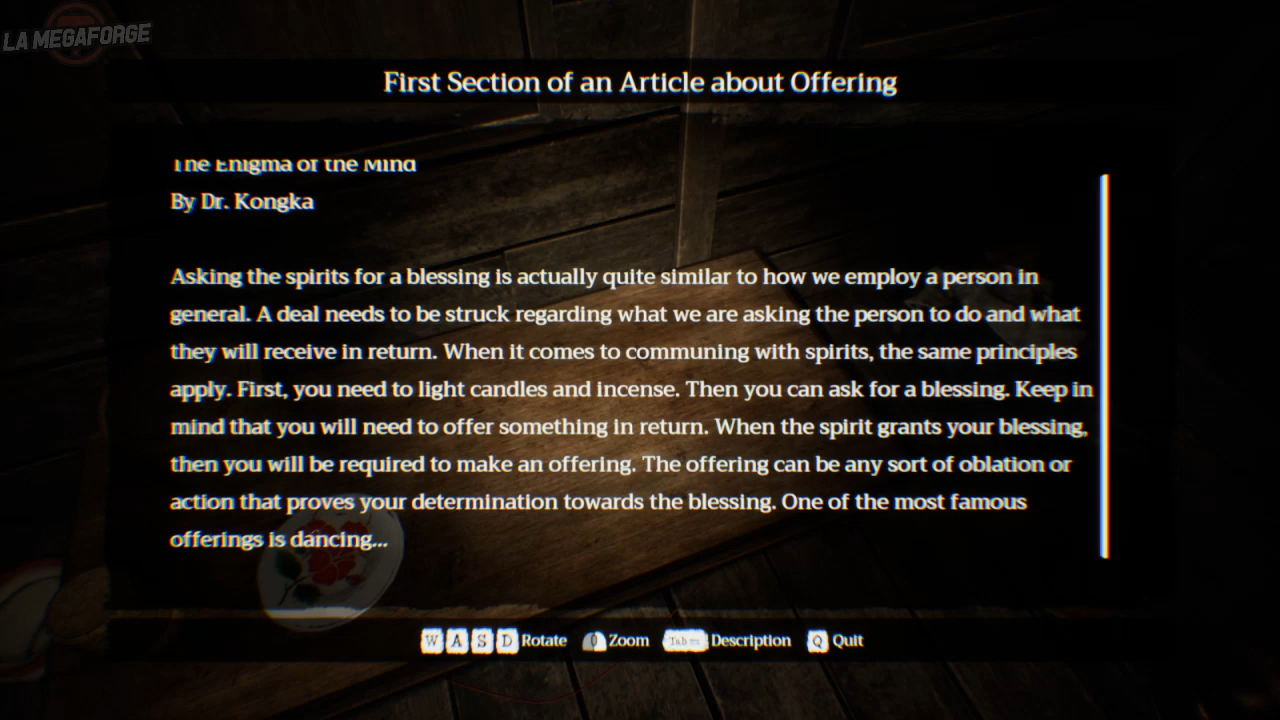 LA MEGAFORGE
First Section of an Article about Offering
The Enigma of the Mind
By Dr. Kongka
Asking the spirits for a blessing is actually quite similar to how we employ a person in
general. A deal needs to be struck regarding what we are asking the person to do and what
they will receive in return. When it comes to communing with spirits, the same principles
apply. First, you need to light candles and incense. Then you can ask for a blessing. Keep in
mind that you will need to offer something in return. When the spirit grants your blessing,
then you will be required to make an offering. The offering can be any sort of oblation or
action that proves your determination towards the blessing. One of the most famous
offerings is dancing...
W A S D Rotate Zoom Tab Description Q Quit